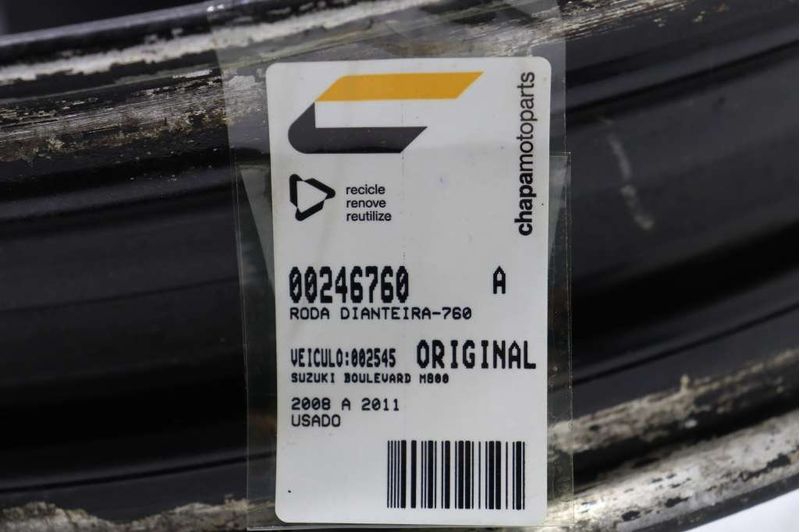 chapamotoparts
recicle
renove
reutilize
00246760 A
RODA DIANTEIRA-760
VEICULO:002545 ORIGINAL
SUZUKI BOULEVARD M800
2008 A 2011
USADO